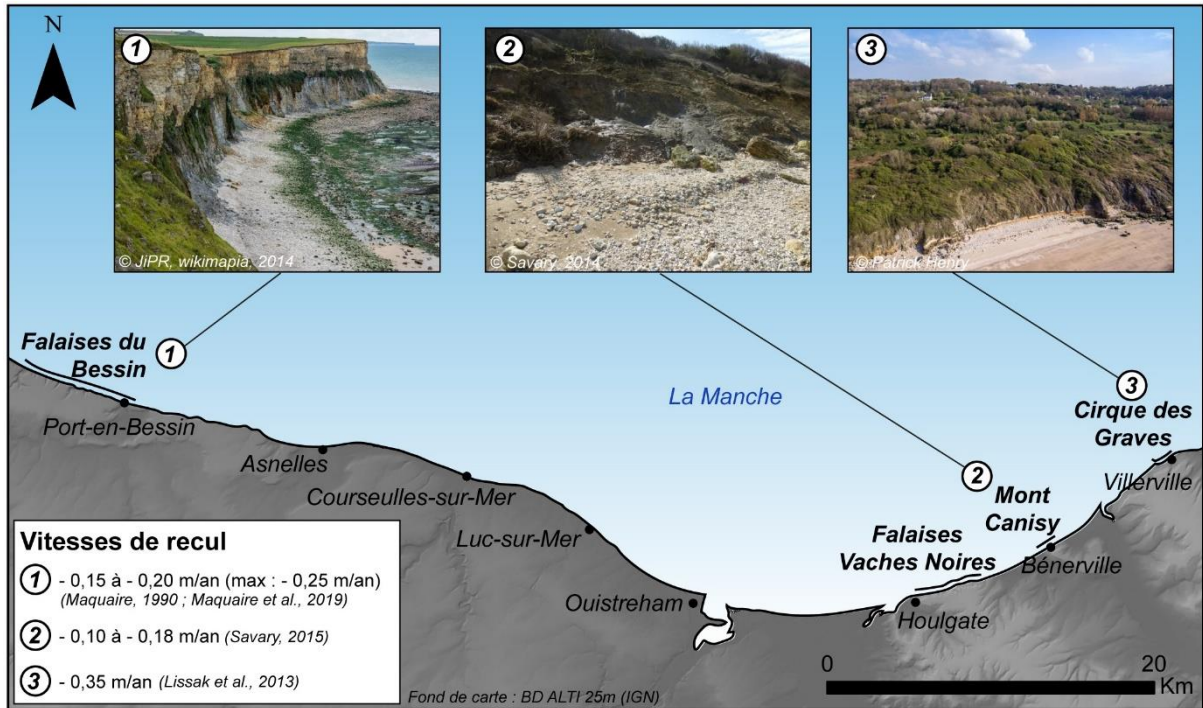 N
1
2
3
© JiPR, wikimapia, 2014
© Savary, 2014
© Patrick Henry
Falaises du
Bessin
1
La Manche
3
Cirque des
Graves
Port-en-Bessin
Asnelles
Courseulles-sur-Mer
Luc-sur-Mer
Ouistreham
2
Mont
Canisy
Villerville
Falaises
Vaches Noires
Bénerville
Houlgate
Vitesses de recul
1 - 0,15 à - 0,20 m/an (max : - 0,25 m/an)
(Maquaire, 1990 ; Maquaire et al., 2019)
2 - 0,10 à - 0,18 m/an (Savary, 2015)
3 - 0,35 m/an (Lissak et al., 2013)
Fond de carte : BD ALTI 25m (IGN)
0 20
Km